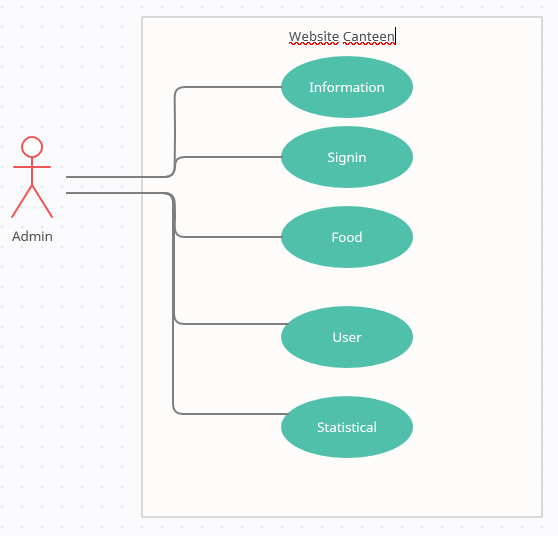 Website Canteen
Information
Signin
Food
User
Statistical
Admin